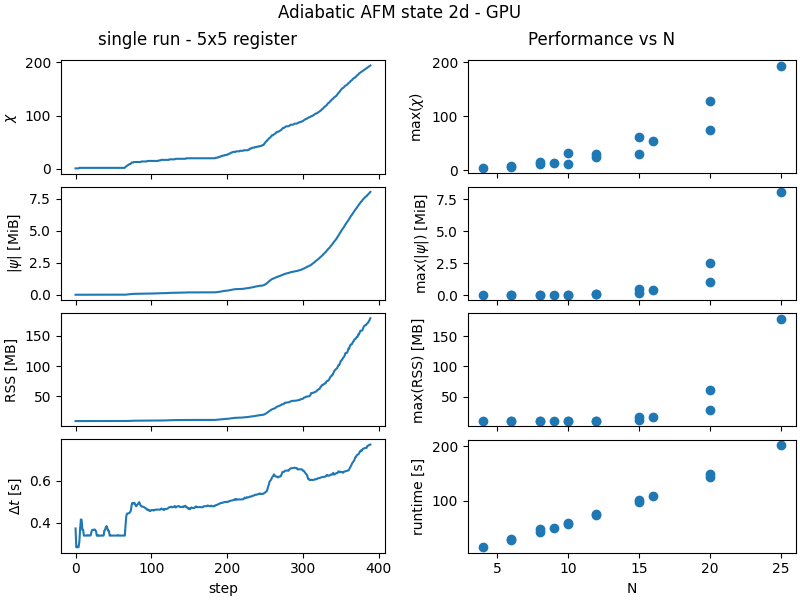 Adiabatic AFM state 2d - GPU
single run - 5x5 register
Performance vs N
200
100
0
χ
200
100
0
max(χ)
7.5
5.0
2.5
0.0
|ψ| [MiB]
7.5
5.0
2.5
0.0
max(|ψ|) [MiB]
150
100
50
RSS [MB]
150
100
50
max(RSS) [MB]
0.6
0.4
Δt [s]
0 100 200 300 400
step
200
100
runtime [s]
5 10 15 20 25
N